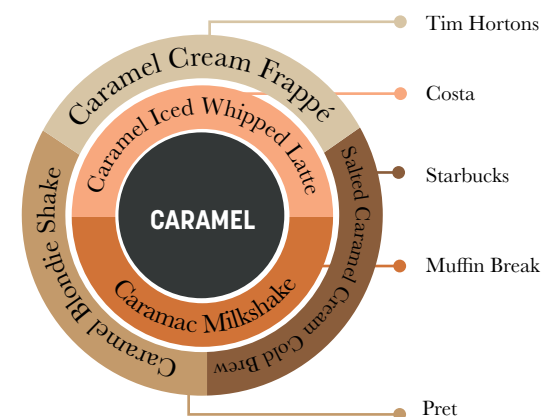 Tim Hortons
Caramel Cream Frappé
Costa
Caramel Iced Whipped Latte
Starbucks
Salted Caramel Cream Cold Brew
CARAMEL
Caramel Blondie Shake
Muffin Break
Caramac Milkshake
Pret